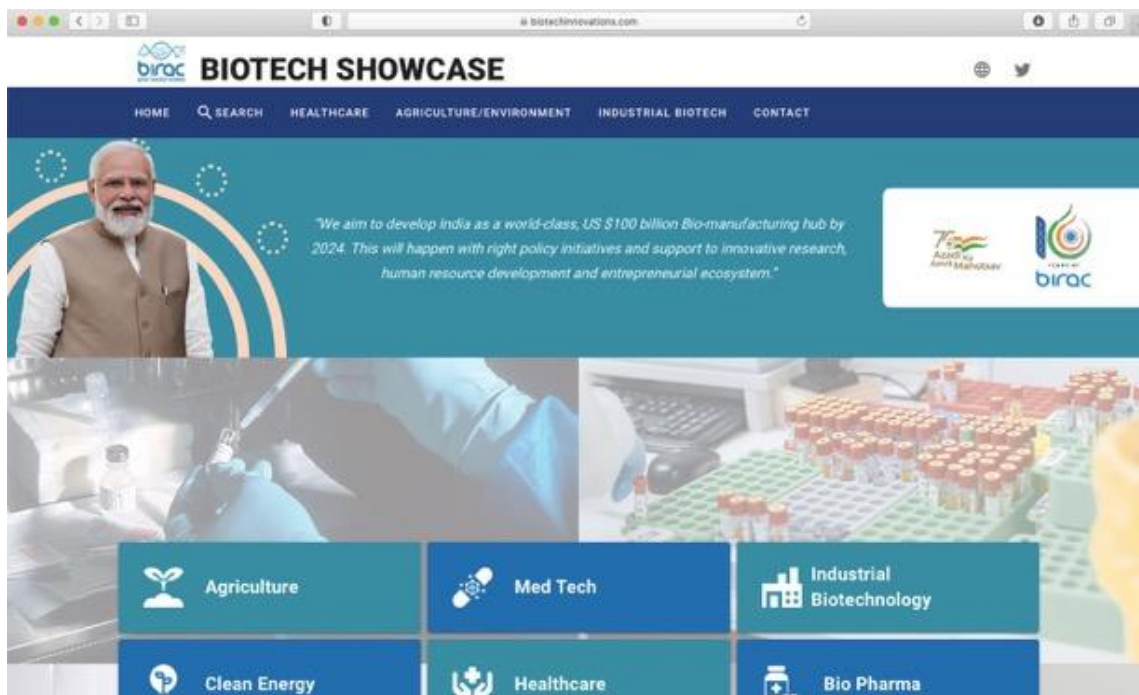 biotechinnovations.com
birac
BIOTECH SHOWCASE
HOME
SEARCH
HEALTHCARE
AGRICULTURE/ENVIRONMENT
INDUSTRIAL BIOTECH
CONTACT
"We aim to develop India as a world-class, US $100 billion Bio-manufacturing hub by
2024. This will happen with right policy initiatives and support to innovative research,
human resource development and entrepreneurial ecosystem."
Azadi Ka
Amrit Mahotsav
birac
Agriculture
Med Tech
Industrial
Biotechnology
Clean Energy
Healthcare
Bio Pharma